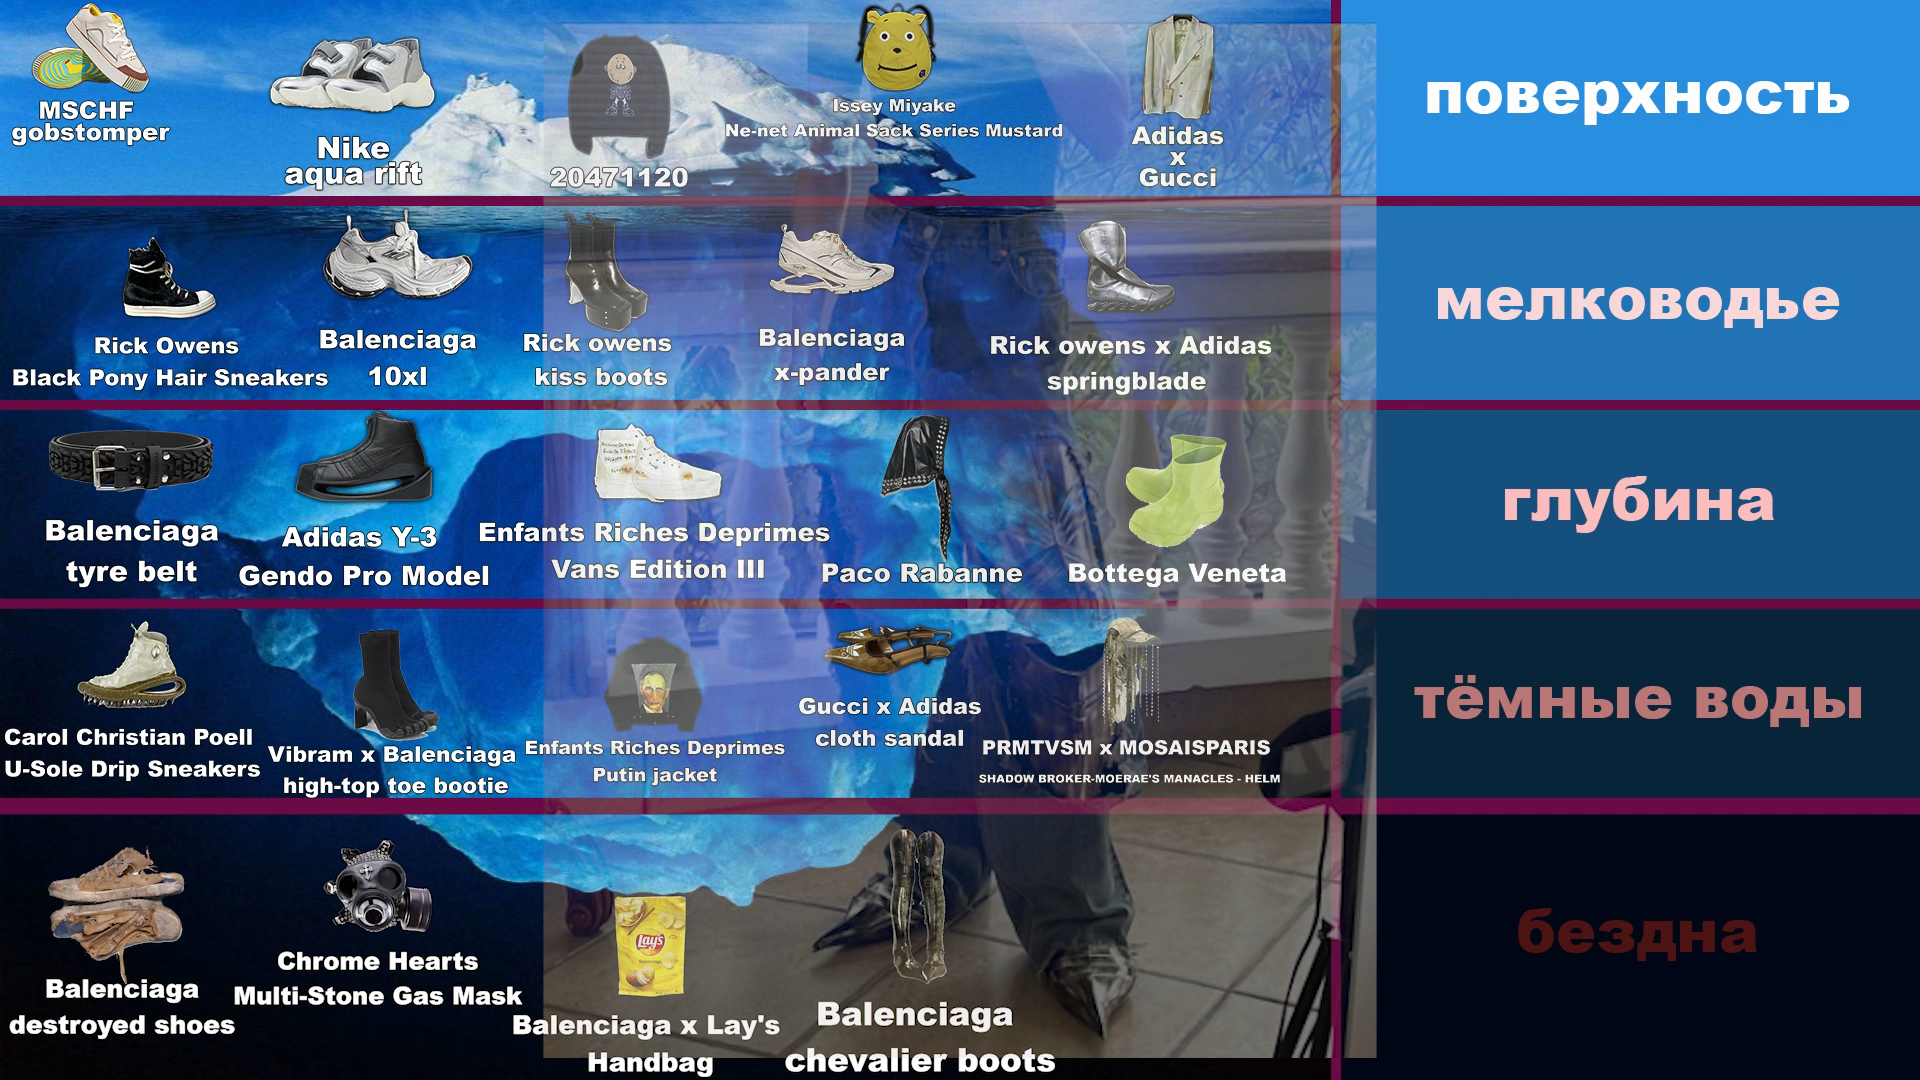 MSCHF
gobstomper
Nike
aqua rift
20471120
Issey Miyake
Ne-net Animal Sack Series Mustard
Adidas
x
Gucci
поверхность
Rick Owens
Black Pony Hair Sneakers
Balenciaga
10xl
Rick owens
kiss boots
Balenciaga
x-pander
Rick owens x Adidas
springblade
мелководье
Balenciaga
tyre belt
Adidas Y-3
Gendo Pro Model
Enfants Riches Deprimes
Vans Edition III
Paco Rabanne
Bottega Veneta
глубина
Carol Christian Poell
U-Sole Drip Sneakers
Vibram x Balenciaga
high-top toe bootie
Enfants Riches Deprimes
Putin jacket
Gucci x Adidas
cloth sandal
PRMTVSM x MOSAISPARIS
SHADOW BROKER-MOERAE'S MANACLES - HELM
тёмные воды
Balenciaga
destroyed shoes
Chrome Hearts
Multi-Stone Gas Mask
Lay's
Balenciaga x Lay's
Handbag
Balenciaga
chevalier boots
бездна